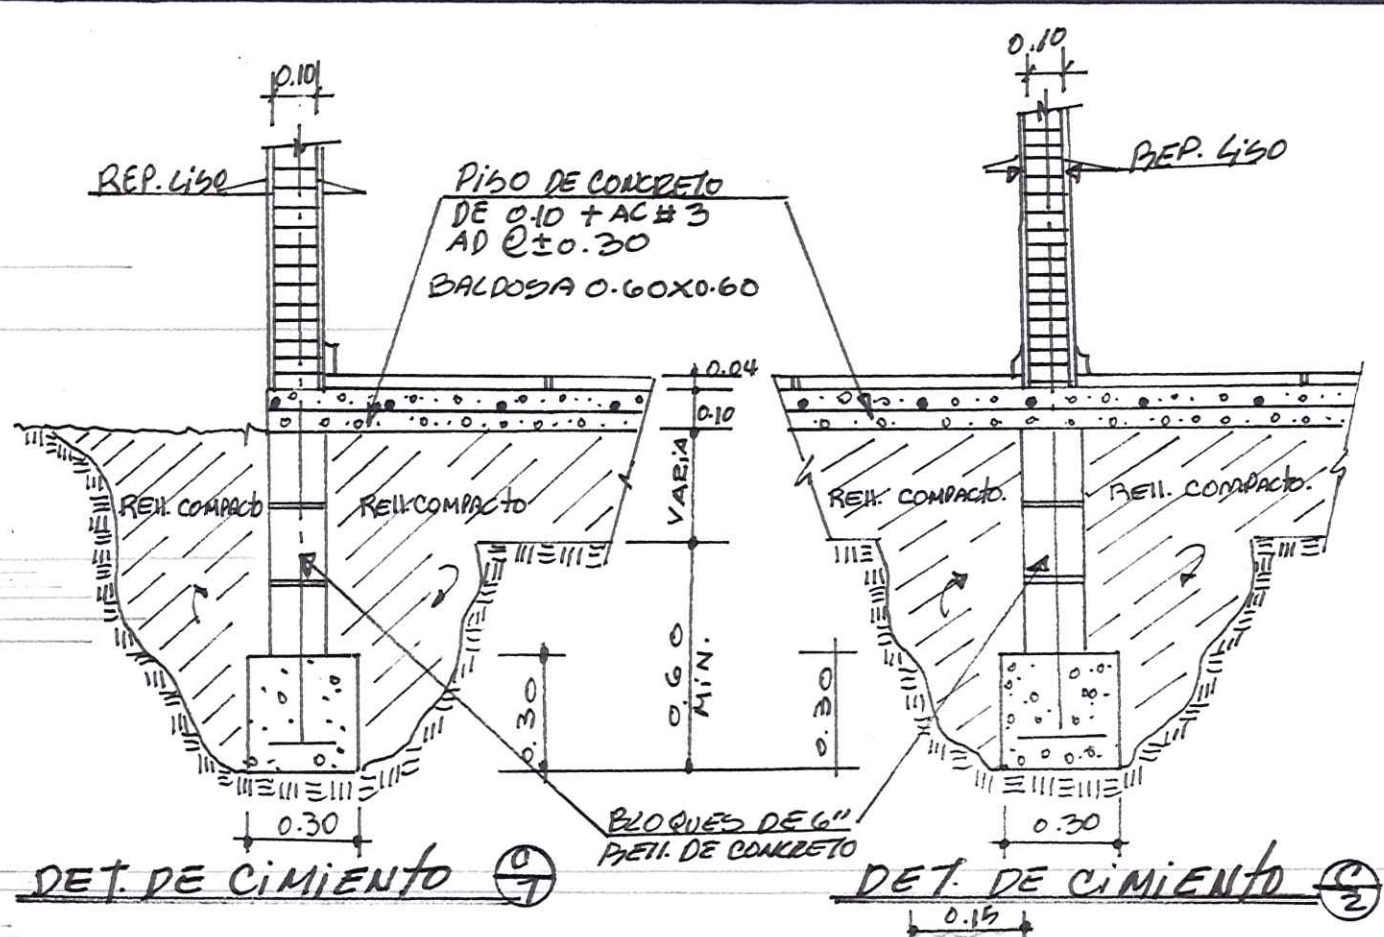 0.10
0.10
REP. LISO
REP. LISO
PISO DE CONCRETO
DE 0.10 + AC # 3
AD @ ± 0.30
BALDOSA 0.60X0.60
0.04
0.10
VARIA
RELL. COMPACTO
RELL. COMPACTO
RELL. COMPACTO.
RELL. COMPACTO.
0.30
0.60
MIN.
0.30
0.30
0.30
BLOQUES DE 6"
RELL. DE CONCRETO
DET. DE CIMIENTO C/1
DET. DE CIMIENTO C/2
0.15